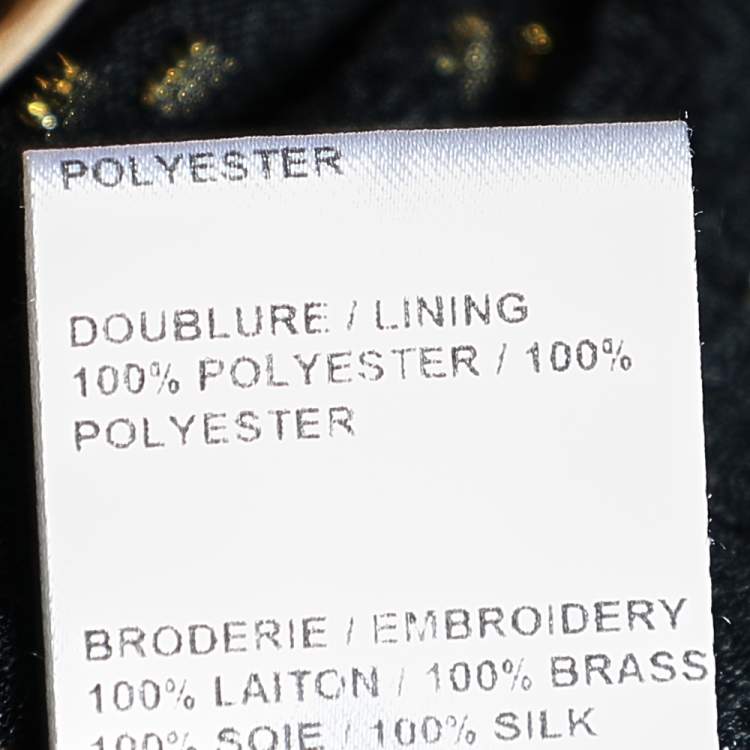 POLYESTER
DOUBLURE / LINING
100% POLYESTER / 100%
POLYESTER
BRODERIE / EMBROIDERY
100% LAITON / 100% BRASS
100% SOIE / 100% SILK